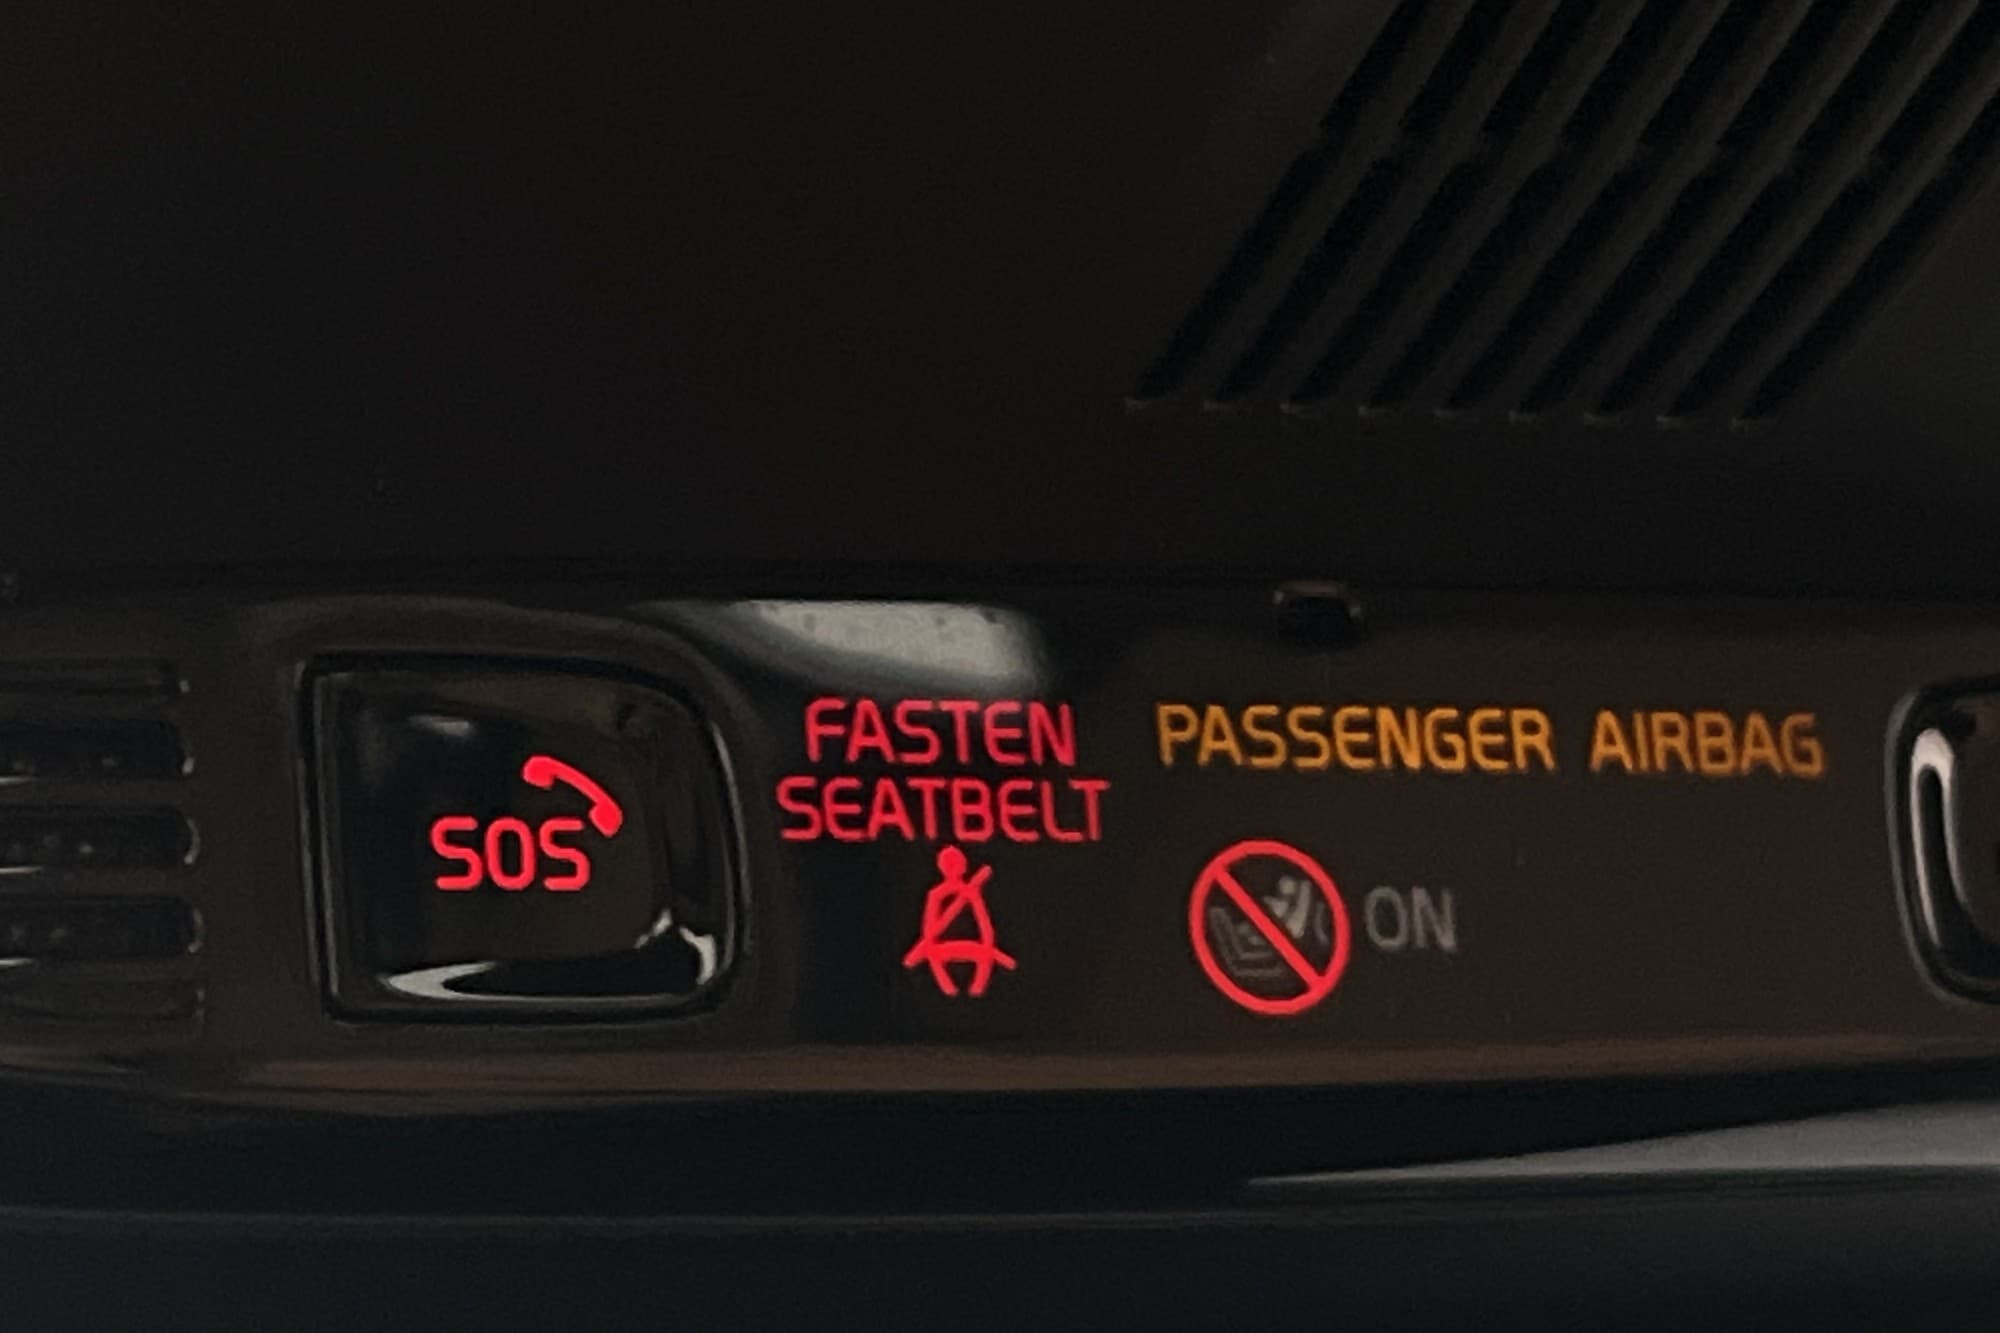 SOS
FASTEN
SEATBELT
PASSENGER AIRBAG
ON